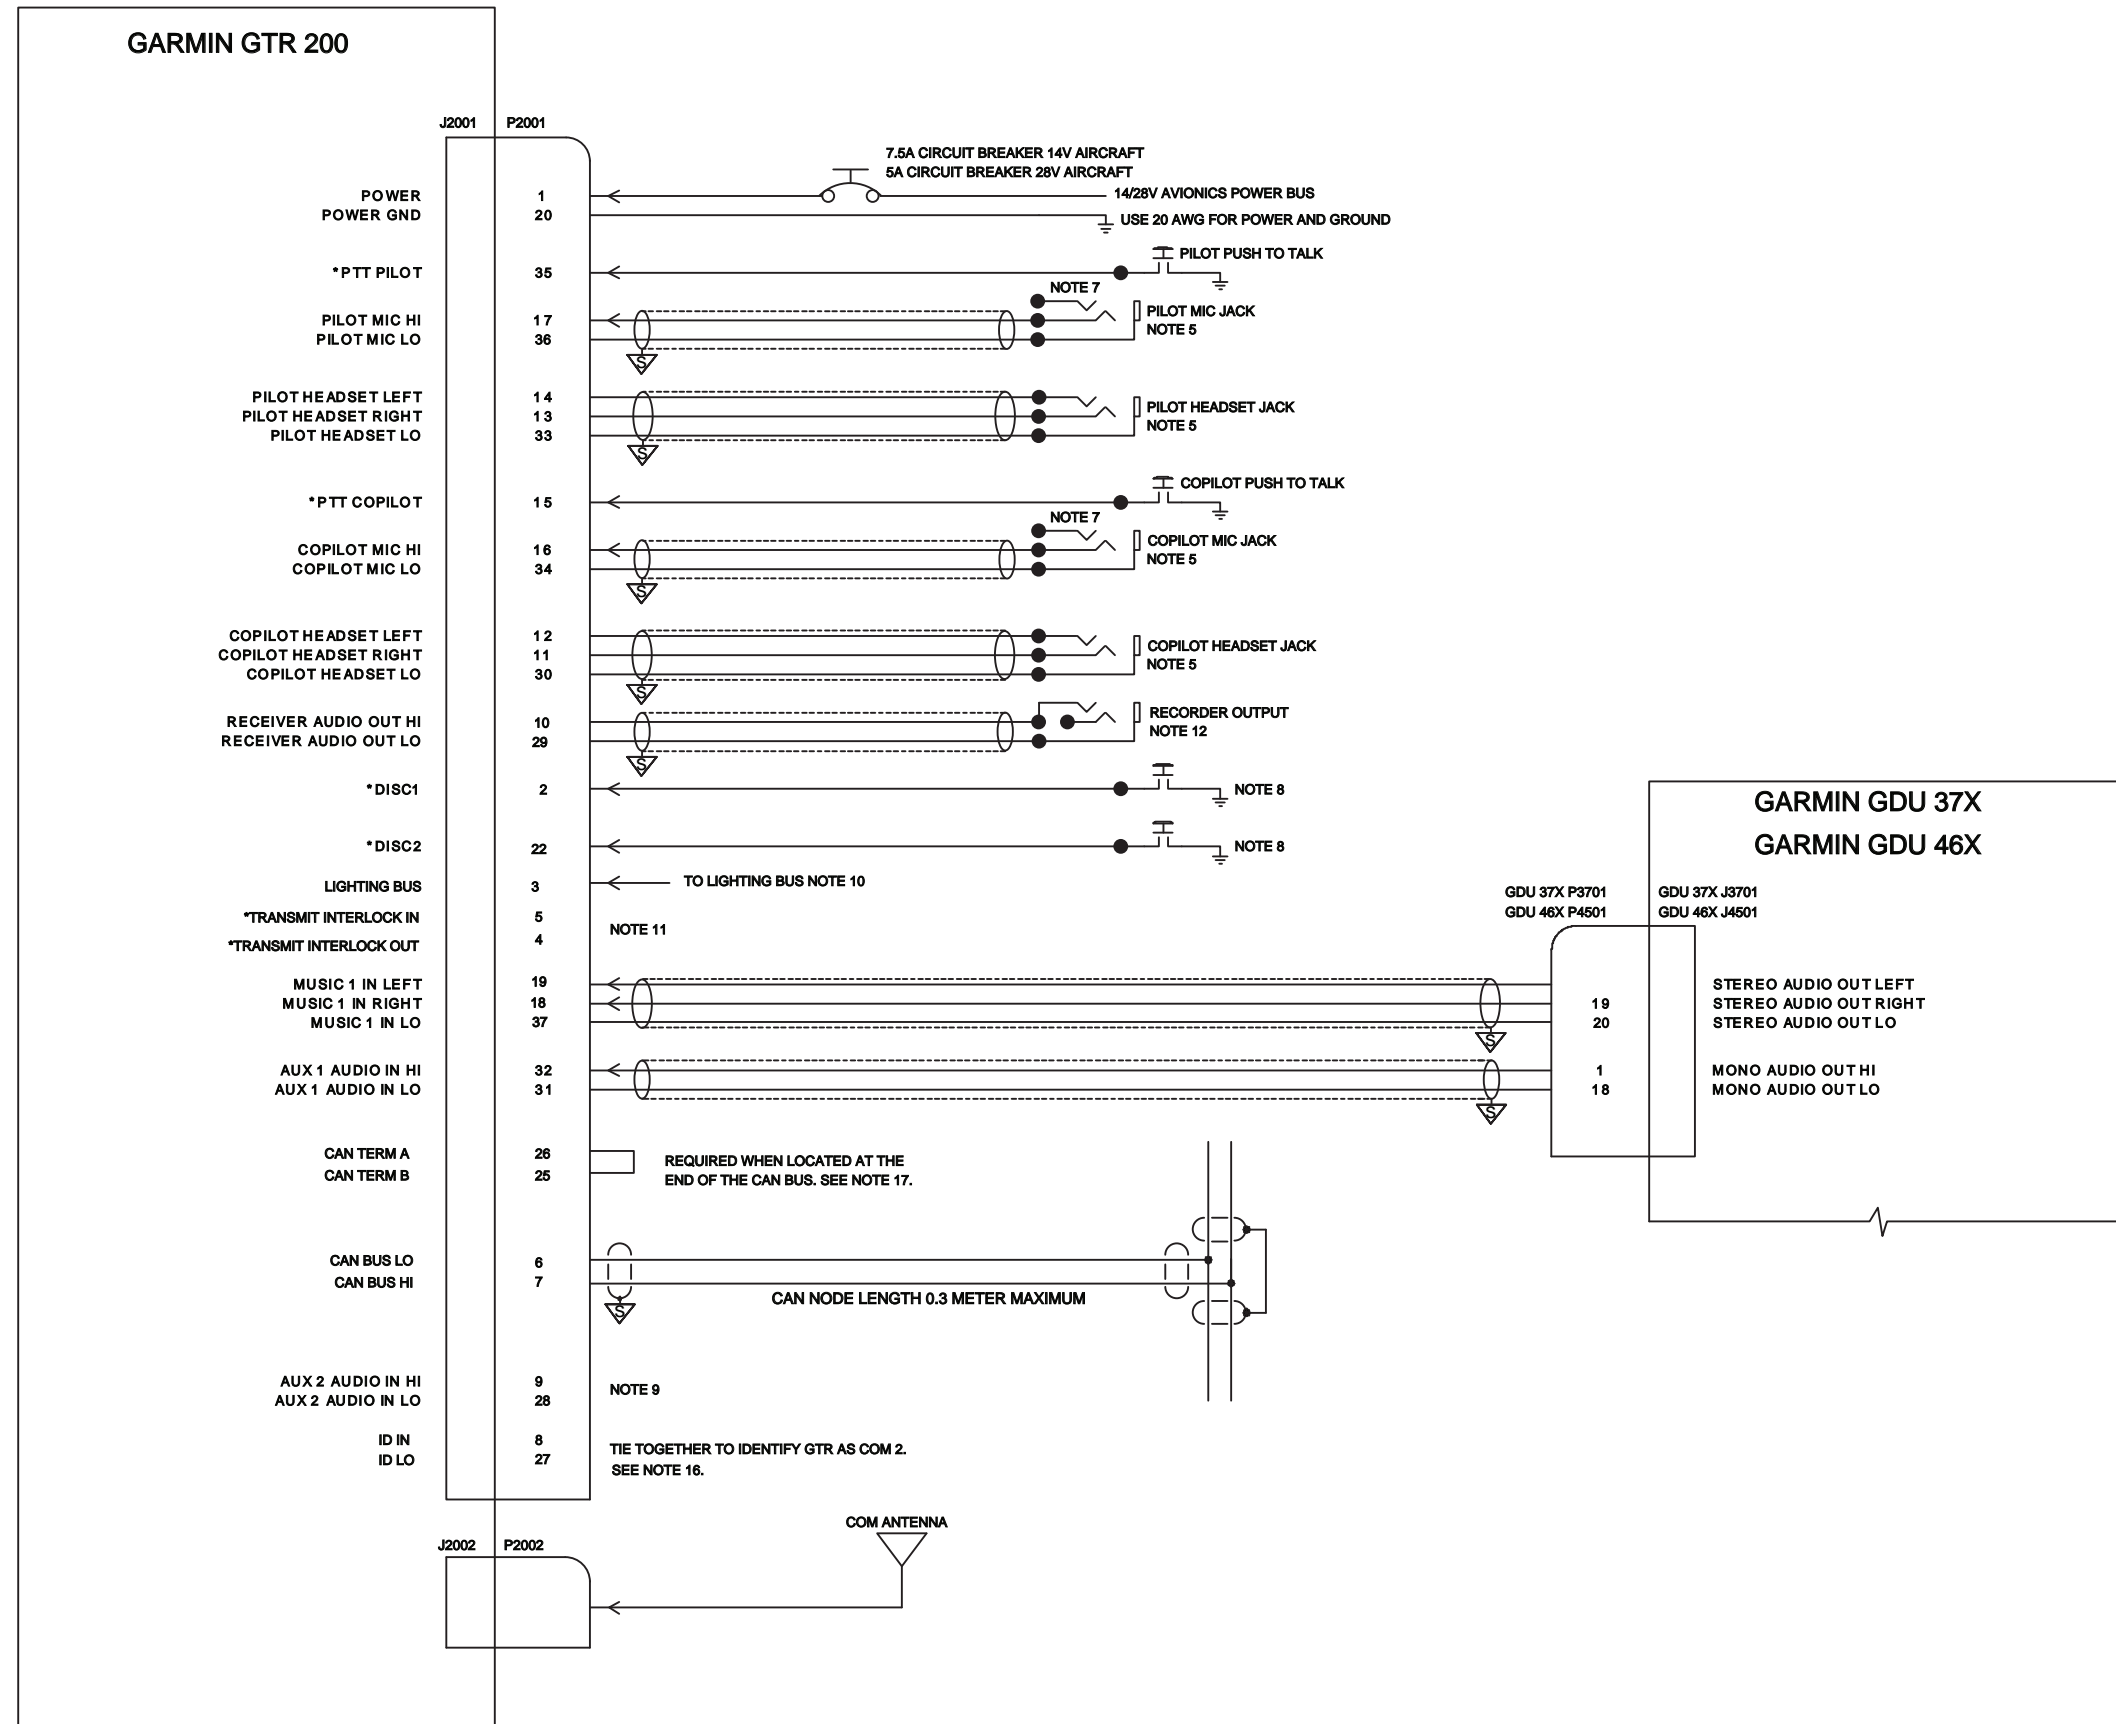 GARMIN GTR 200
J2001 P2001
7.5A CIRCUIT BREAKER 14V AIRCRAFT
5A CIRCUIT BREAKER 28V AIRCRAFT
POWER 1 14/28V AVIONICS POWER BUS
POWER GND 20 USE 20 AWG FOR POWER AND GROUND
PILOT PUSH TO TALK
*PTT PILOT 35
NOTE 7
PILOT MIC JACK
PILOT MIC HI 17
NOTE 5
PILOT MIC LO 36
S
PILOT HEADSET LEFT 14
PILOT HEADSET JACK
PILOT HEADSET RIGHT 13
NOTE 5
PILOT HEADSET LO 33
S
COPILOT PUSH TO TALK
*PTT COPILOT 15
NOTE 7
COPILOT MIC JACK
COPILOT MIC HI 16
NOTE 5
COPILOT MIC LO 34
S
COPILOT HEADSET LEFT 12
COPILOT HEADSET JACK
COPILOT HEADSET RIGHT 11
NOTE 5
COPILOT HEADSET LO 30
S
RECORDER OUTPUT
RECEIVER AUDIO OUT HI 10
NOTE 12
RECEIVER AUDIO OUT LO 29
S
*DISC1 2 NOTE 8
*DISC2 22 NOTE 8
LIGHTING BUS 3 TO LIGHTING BUS NOTE 10
*TRANSMIT INTERLOCK IN 5
NOTE 11
*TRANSMIT INTERLOCK OUT 4
GARMIN GDU 37X
GARMIN GDU 46X
GDU 37X P3701 GDU 37X J3701
GDU 46X P4501 GDU 46X J4501
MUSIC 1 IN LEFT 19 STEREO AUDIO OUT LEFT
MUSIC 1 IN RIGHT 18 19 STEREO AUDIO OUT RIGHT
MUSIC 1 IN LO 37 20 STEREO AUDIO OUT LO
S
AUX 1 AUDIO IN HI 32 1 MONO AUDIO OUT HI
AUX 1 AUDIO IN LO 31 18 MONO AUDIO OUT LO
S
CAN TERM A 26
REQUIRED WHEN LOCATED AT THE
CAN TERM B 25
END OF THE CAN BUS. SEE NOTE 17.
CAN BUS LO 6
CAN BUS HI 7
CAN NODE LENGTH 0.3 METER MAXIMUM
S
AUX 2 AUDIO IN HI 9
NOTE 9
AUX 2 AUDIO IN LO 28
ID IN 8
TIE TOGETHER TO IDENTIFY GTR AS COM 2.
ID LO 27
SEE NOTE 16.
COM ANTENNA
J2002 P2002